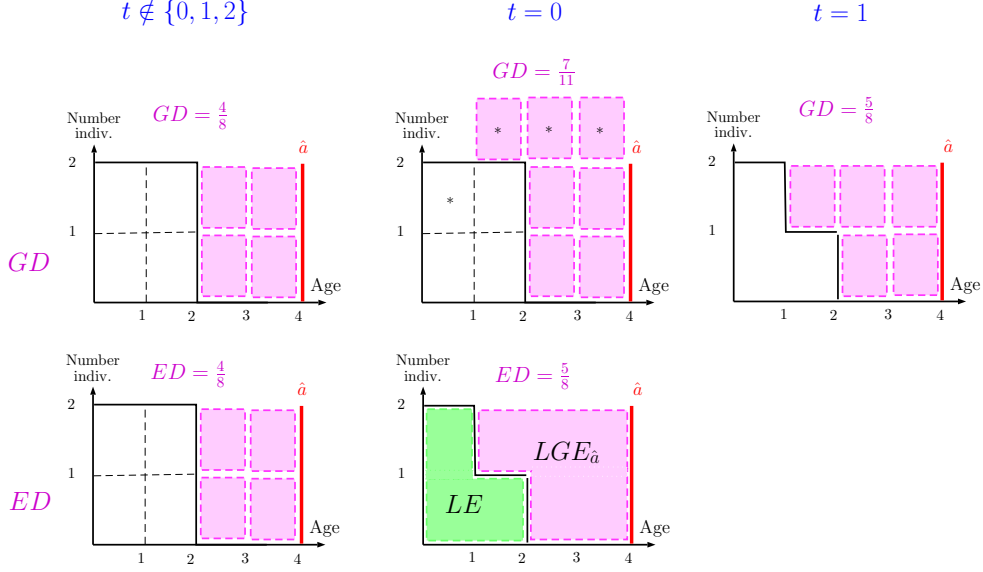 t ∉ {0, 1, 2}
t = 0
t = 1
GD = 4/8
Number
indiv.
2
1
â
Age
1
2
3
4
GD = 7/11
Number
indiv.
*
*
*
2
*
1
â
Age
1
2
3
4
GD = 5/8
Number
indiv.
2
1
â
Age
1
2
3
4
GD
ED = 4/8
Number
indiv.
2
1
â
Age
1
2
3
4
ED = 5/8
Number
indiv.
2
1
â
LGE_â
LE
Age
1
2
3
4
ED